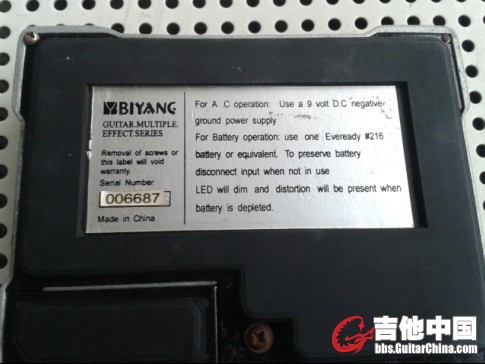 BIYANG
GUITAR.MULTIPLE.
EFFECT.SERIES
Removal of screws or
this label will void
warranty.
Serial Number
006687
Made in China
For A .C operation: Use a 9 volt D.C negative-
ground power supply
For Battery operation: use one Eveready #216
battery or equivalent. To preserve battery
disconnect input when not in use
LED will dim and distortion will be present when
battery is depleted.
吉他中国
bbs.GuitarChina.com